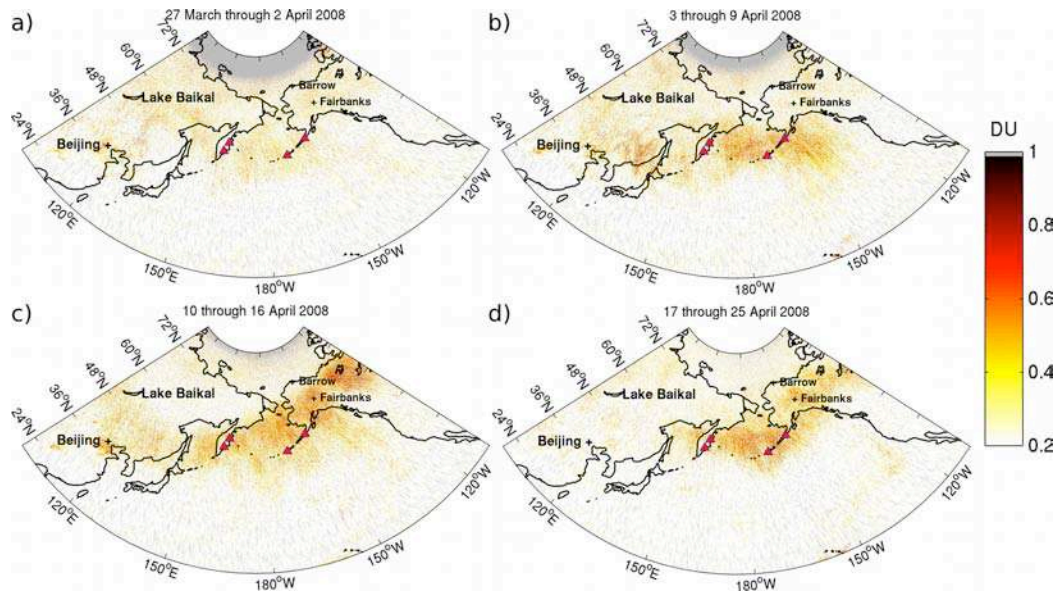 a)
27 March through 2 April 2008
72°N
60°N
48°N
36°N
24°N
Barrow
Fairbanks
Lake Baikal
Beijing
120°E
150°E
180°W
150°W
120°W
b)
3 through 9 April 2008
72°N
60°N
48°N
36°N
24°N
Barrow
Fairbanks
Lake Baikal
Beijing
120°E
150°E
180°W
150°W
120°W
DU
1
0.8
0.6
0.4
0.2
c)
10 through 16 April 2008
72°N
60°N
48°N
36°N
24°N
Barrow
Fairbanks
Lake Baikal
Beijing
120°E
150°E
180°W
150°W
120°W
d)
17 through 25 April 2008
72°N
60°N
48°N
36°N
24°N
Barrow
Fairbanks
Lake Baikal
Beijing
120°E
150°E
180°W
150°W
120°W